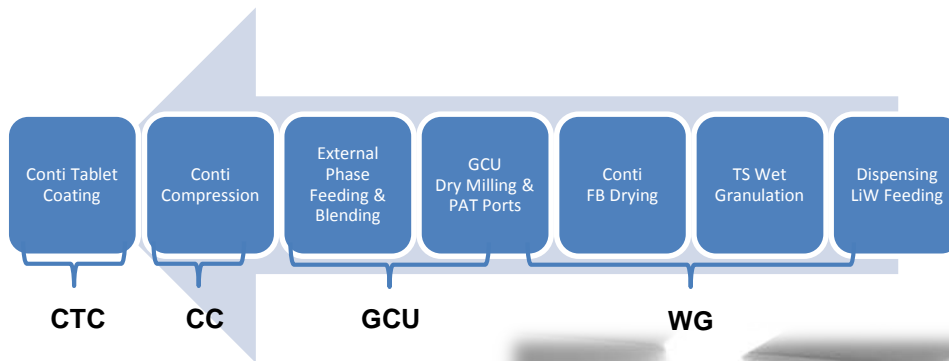 Conti Tablet
Coating
Conti
Compression
External
Phase
Feeding &
Blending
GCU
Dry Milling &
PAT Ports
Conti
FB Drying
TS Wet
Granulation
Dispensing
LiW Feeding
CTC
CC
GCU
WG